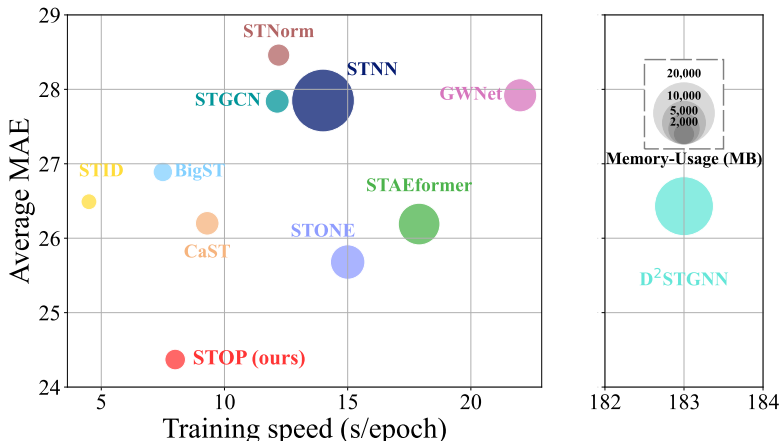 29
28
27
26
25
24
Average MAE
STNorm
STNN
STGCN
GWNet
STID
BigST
STAEformer
CaST
STONE
STOP (ours)
5
10
15
20
Training speed (s/epoch)
20,000
10,000
5,000
2,000
Memory-Usage (MB)
D²STGNN
182
183
184